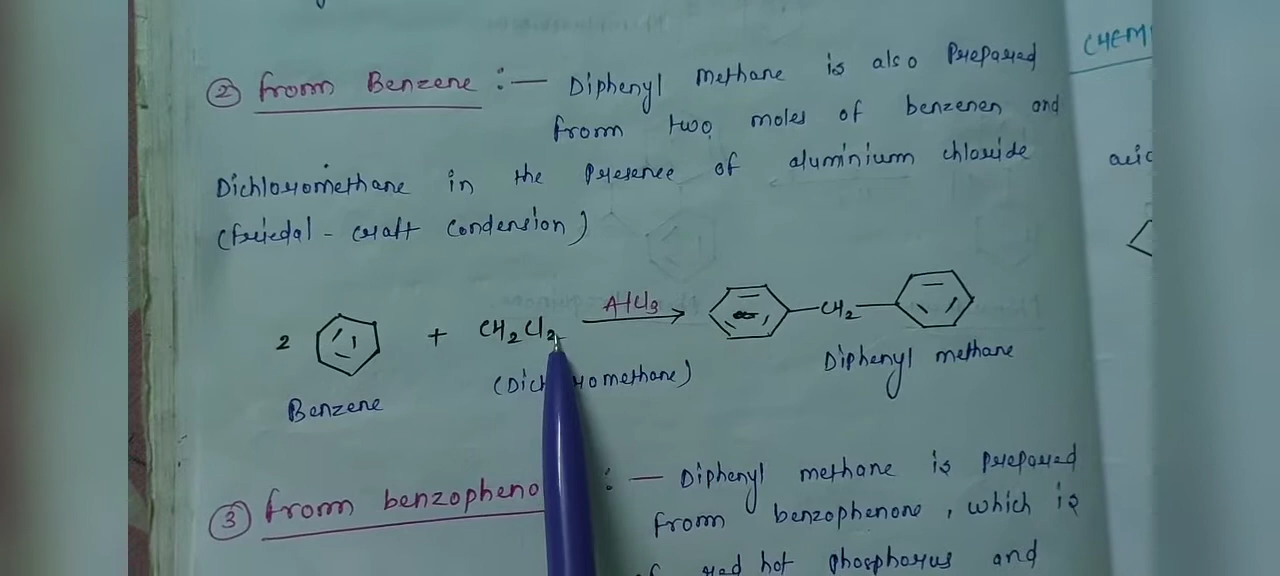 ② from Benzene :— Diphenyl methane is also Prepared
from two moles of benzenen and
Dichloromethane in the presence of aluminium chloride
(friedal - craft condension)
2 + CH2Cl2 AlCl3 CH2
Benzene (Dich romethane) Diphenyl methane
③ from benzopheno : — Diphenyl methane is prepared
from benzophenone, which is
red hot phosphorus and
CHEM